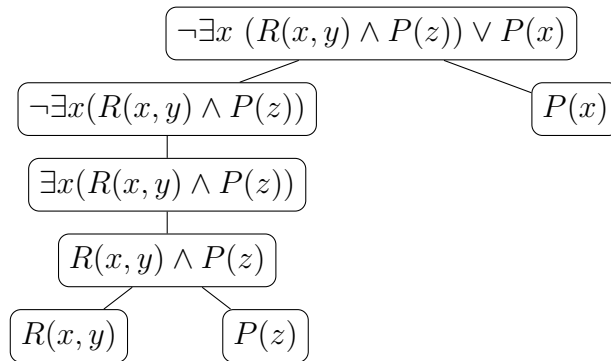 ¬∃x (R(x, y) ∧ P(z)) ∨ P(x)
¬∃x(R(x, y) ∧ P(z))
P(x)
∃x(R(x, y) ∧ P(z))
R(x, y) ∧ P(z)
R(x, y)
P(z)